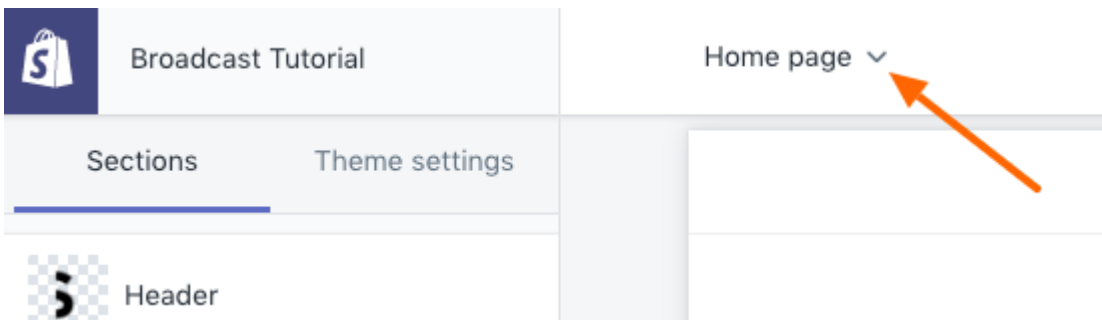 Broadcast Tutorial
Home page
Sections
Theme settings
Header